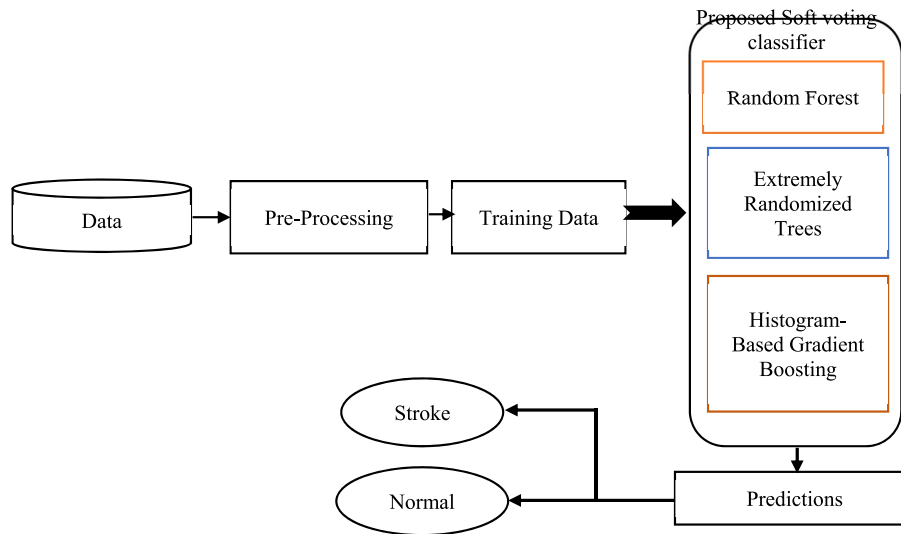 Proposed Soft voting
classifier
Random Forest
Extremely
Randomized
Trees
Histogram-
Based Gradient
Boosting
Data
Pre-Processing
Training Data
Stroke
Normal
Predictions